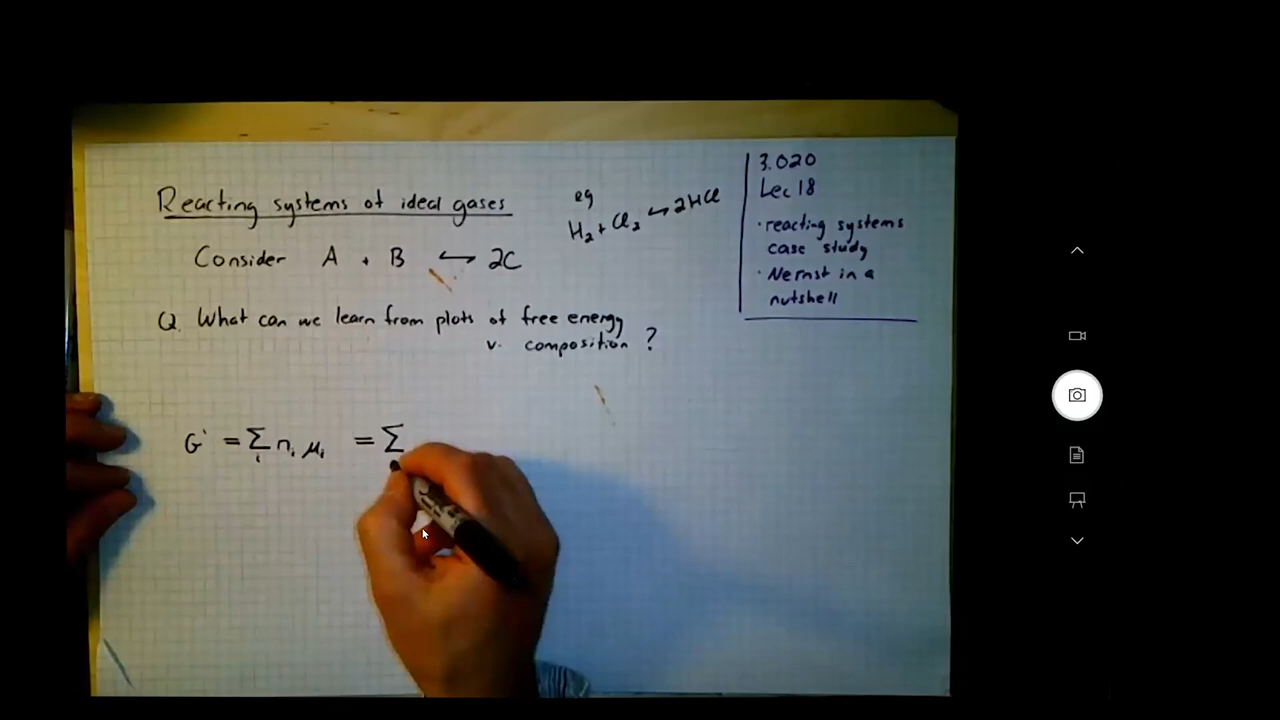 Reacting systems of ideal gases
eg
H₂ + Cl₂ ↔ 2HCl
Consider A + B ↔ 2C
Q. What can we learn from plots of free energy
v. composition ?
G' = Σᵢ nᵢ μᵢ = Σ
3.020
Lec 18
· reacting systems
case study
· Nernst in a
nutshell